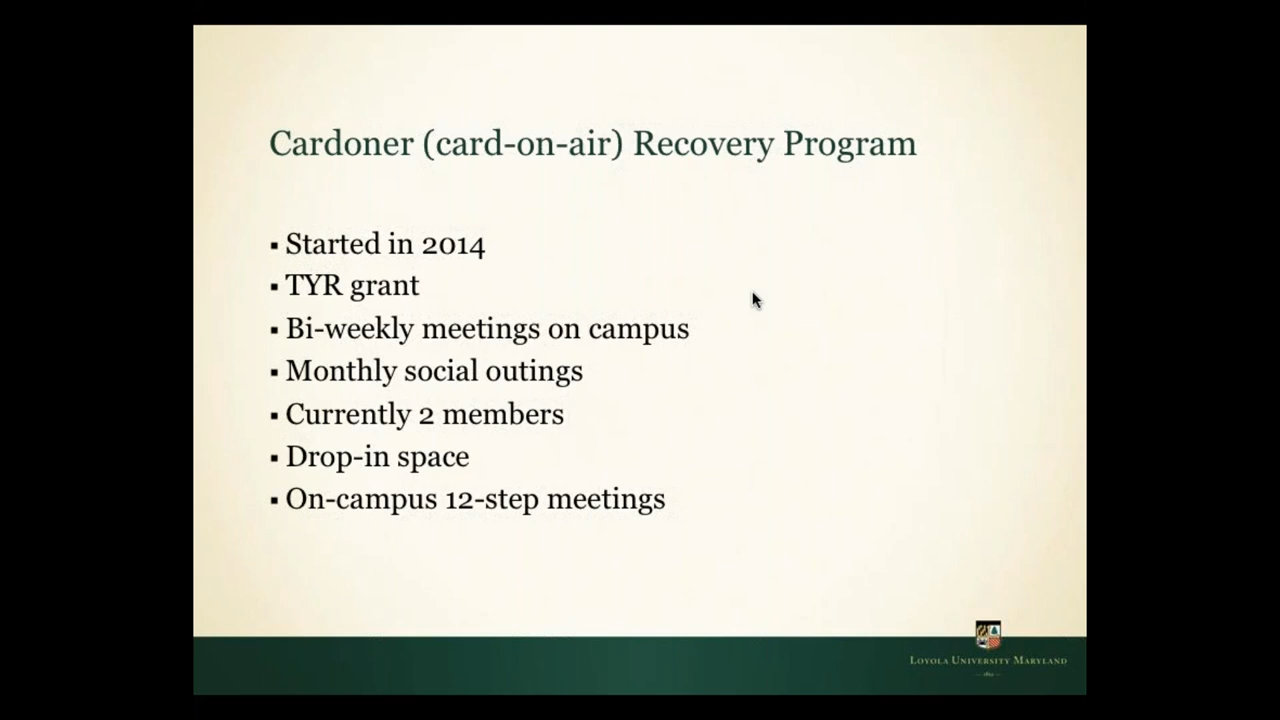 Cardoner (card-on-air) Recovery Program
▪ Started in 2014
▪ TYR grant
▪ Bi-weekly meetings on campus
▪ Monthly social outings
▪ Currently 2 members
▪ Drop-in space
▪ On-campus 12-step meetings
LOYOLA UNIVERSITY MARYLAND